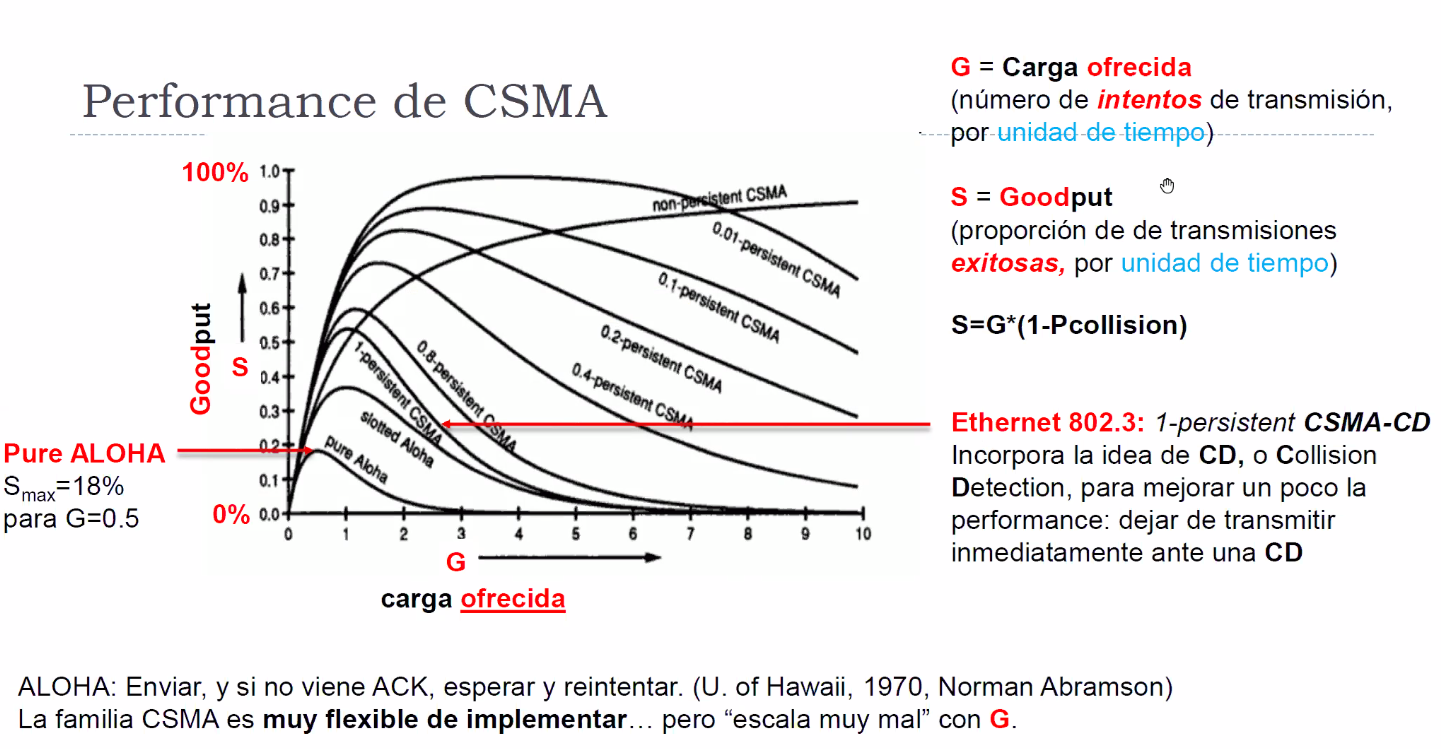 Performance de CSMA
G = Carga ofrecida
(número de intentos de transmisión,
por unidad de tiempo)
S = Goodput
(proporción de de transmisiones
exitosas, por unidad de tiempo)
S=G*(1-Pcollision)
Ethernet 802.3: 1-persistent CSMA-CD
Incorpora la idea de CD, o Collision
Detection, para mejorar un poco la
performance: dejar de transmitir
inmediatamente ante una CD
100%
1.0
0.9
0.8
0.7
0.6
0.5
0.4
0.3
0.2
0.1
0% 0.0
Goodput
S
non-persistent CSMA
0.01-persistent CSMA
0.1-persistent CSMA
0.2-persistent CSMA
0.4-persistent CSMA
0.8-persistent CSMA
1-persistent CSMA
slotted Aloha
pure Aloha
Pure ALOHA
Smax=18%
para G=0.5
0 1 2 3 4 5 6 7 8 9 10
G
carga ofrecida
ALOHA: Enviar, y si no viene ACK, esperar y reintentar. (U. of Hawaii, 1970, Norman Abramson)
La familia CSMA es muy flexible de implementar… pero “escala muy mal” con G.